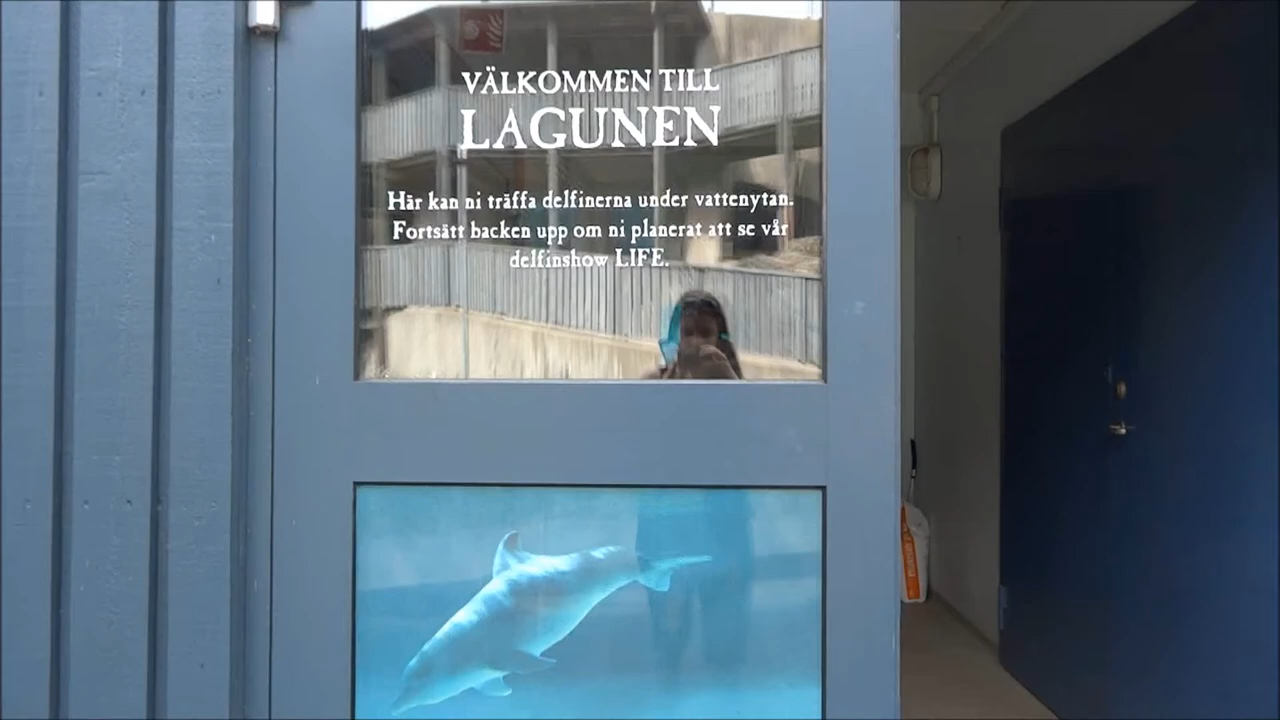 VÄLKOMMEN TILL
LAGUNEN
Här kan ni träffa delfinerna under vattenytan.
Fortsätt backen upp om ni planerat att se vår
delfinshow LIFE.